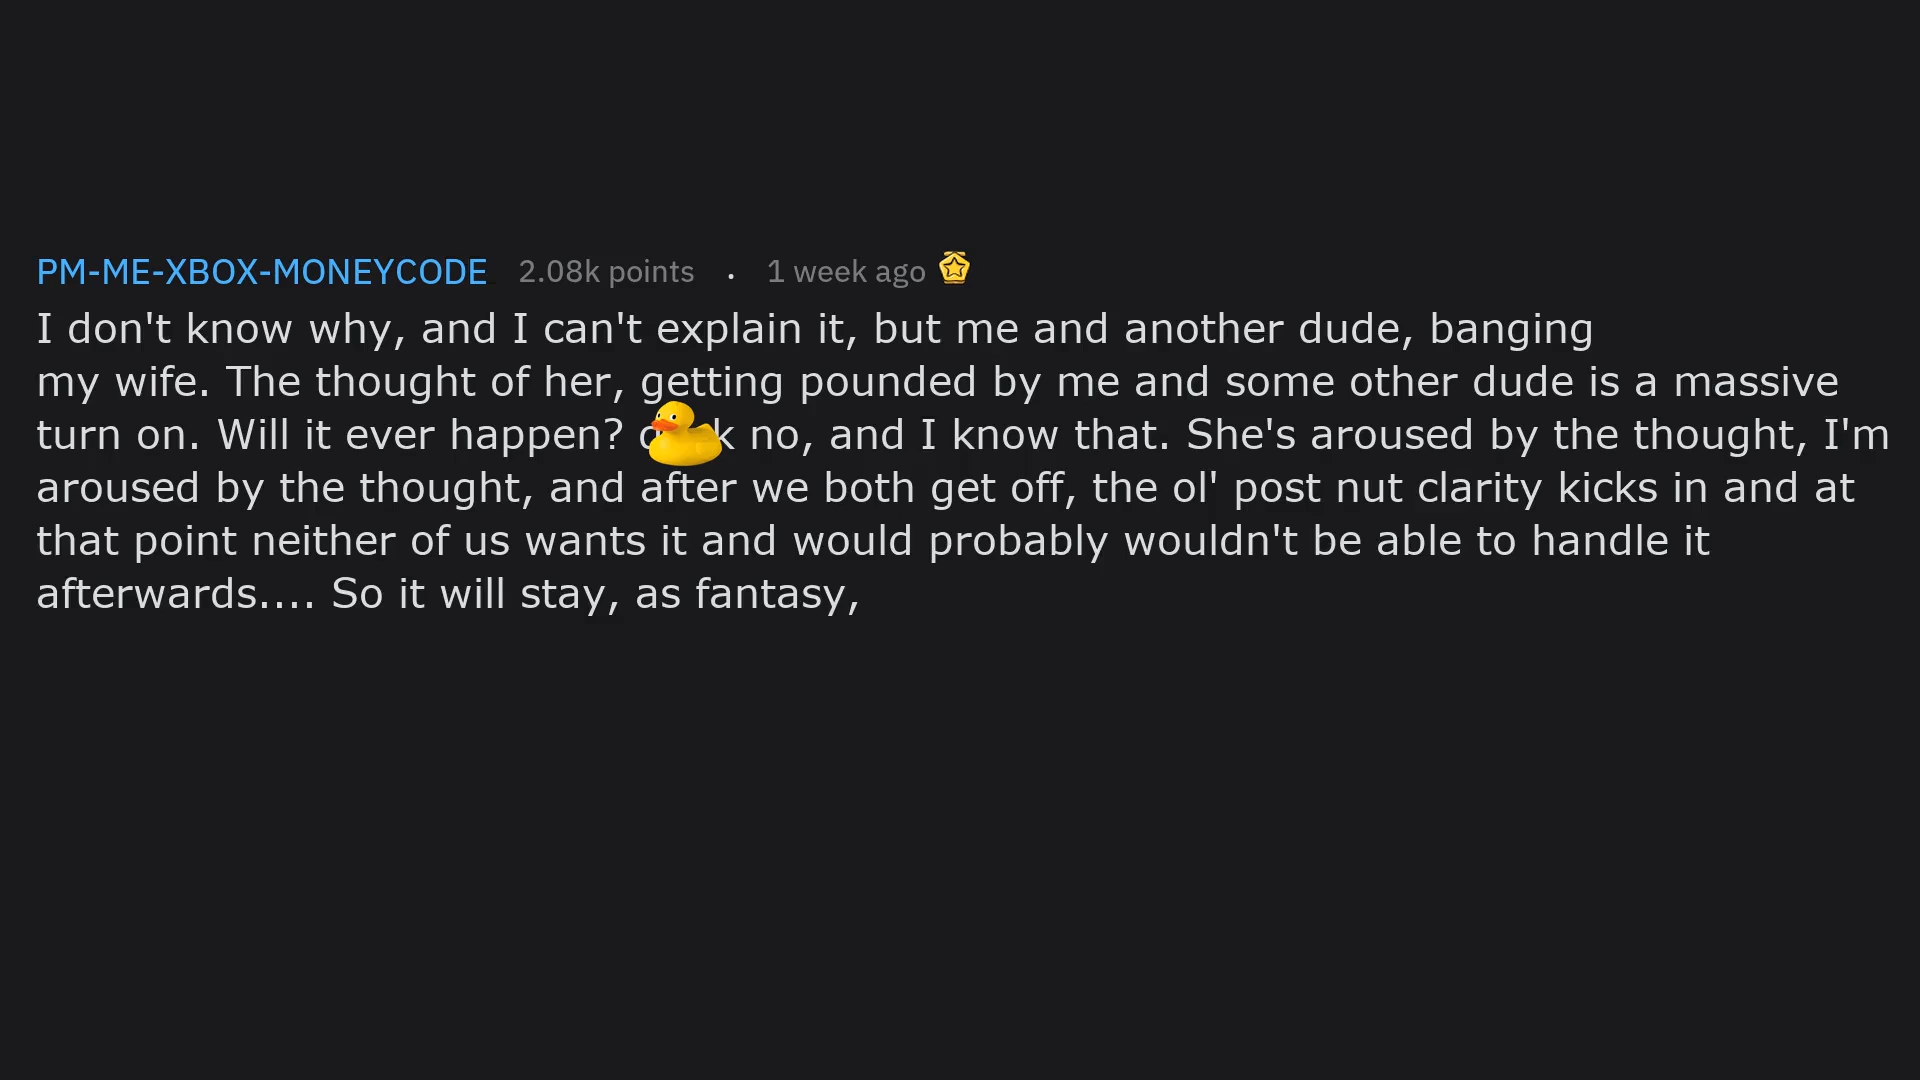 PM-ME-XBOX-MONEYCODE 2.08k points . 1 week ago
I don't know why, and I can't explain it, but me and another dude, banging
my wife. The thought of her, getting pounded by me and some other dude is a massive
turn on. Will it ever happen? no, and I know that. She's aroused by the thought, I'm
aroused by the thought, and after we both get off, the ol' post nut clarity kicks in and at
that point neither of us wants it and would probably wouldn't be able to handle it
afterwards.... So it will stay, as fantasy,